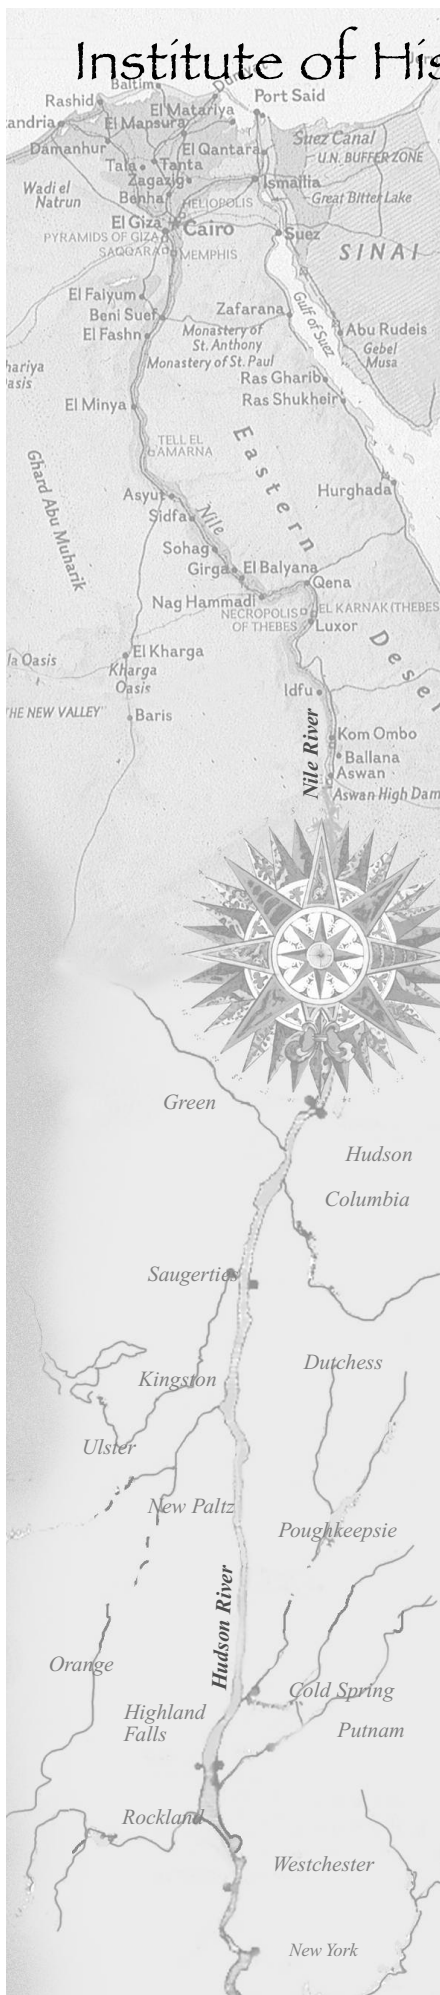 Institute of His
Baltim
Dumyat
Rashid
Port Said
El Matariya
andria
El Mansura
Suez Canal
Damanhur
El Qantara
U.N. BUFFER ZONE
Tala
Tanta
Zagazig
Ismailia
Wadi el
Natrun
Benha
HELIOPOLIS
Great Bitter Lake
El Giza
Cairo
PYRAMIDS OF GIZA
Suez
SAQQARA
MEMPHIS
SINAI
El Faiyum
Zafarana
Gulf of Suez
Beni Suef
Abu Rudeis
El Fashn
Monastery of
St. Anthony
Gebel
Musa
hariya
asis
Monastery of St. Paul
Ras Gharib
Ras Shukheir
El Minya
Eastern
TELL EL
AMARNA
Ghard Abu Muharik
Hurghada
Asyut
Sidfa
Nile
Sohag
Girga
El Balyana
Qena
Nag Hammadi
NECROPOLIS
OF THEBES
EL KARNAK (THEBES
Luxor
Deser
El Kharga
la Oasis
Kharga
Oasis
Idfu
THE NEW VALLEY"
Baris
Nile River
Kom Ombo
Ballana
Aswan
Aswan High Dam
Green
Hudson
Columbia
Saugerties
Dutchess
Kingston
Ulster
New Paltz
Poughkeepsie
Hudson River
Orange
Cold Spring
Highland
Falls
Putnam
Rockland
Westchester
New York